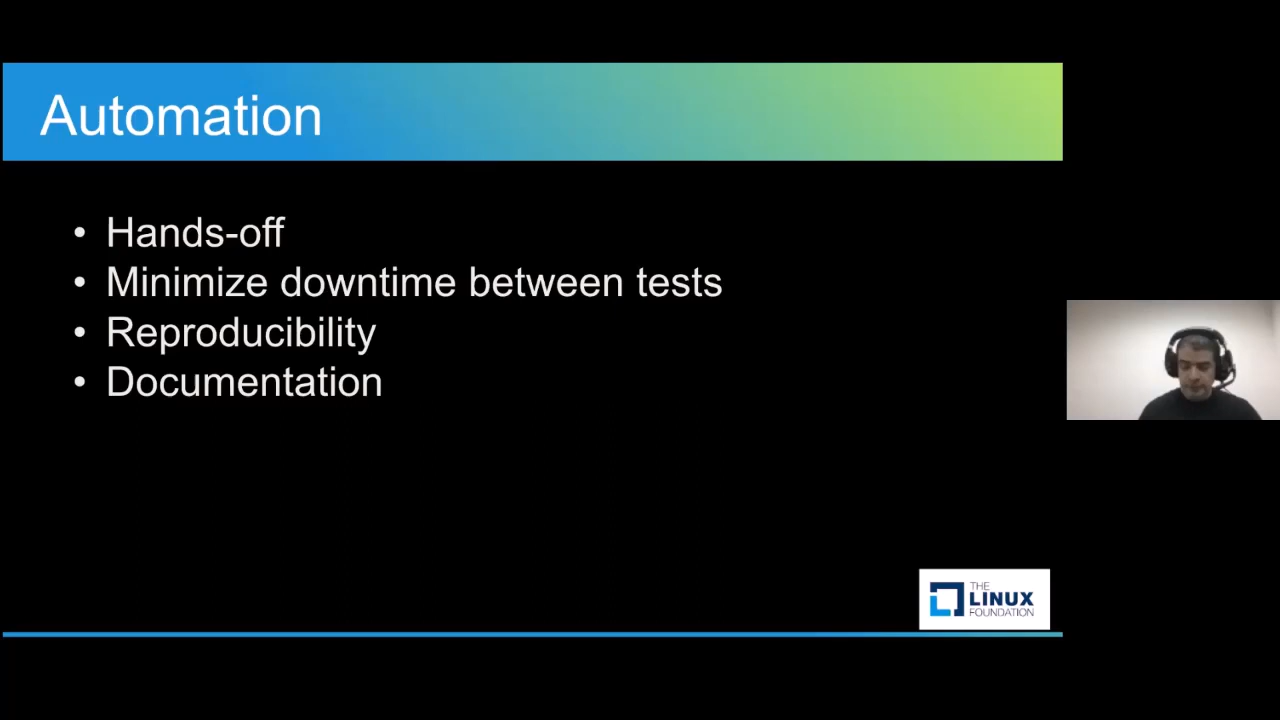 Automation
• Hands-off
• Minimize downtime between tests
• Reproducibility
• Documentation
THE
LINUX
FOUNDATION